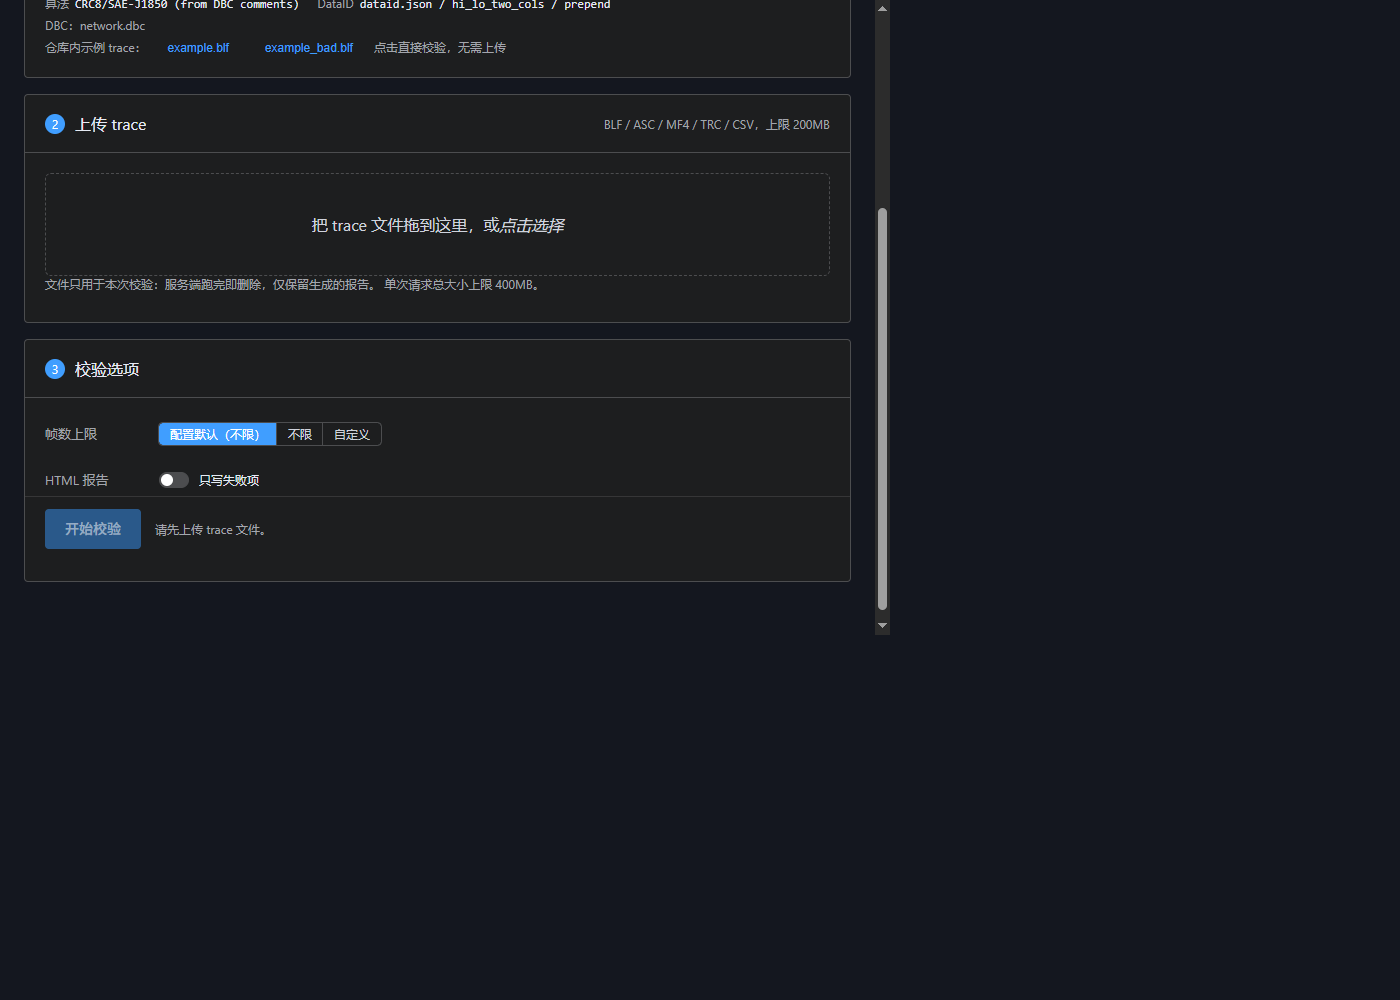 算法 CRC8/SAE-J1850 (from DBC comments) DataID dataid.json / hi_lo_two_cols / prepend
DBC：network.dbc
仓库内示例 trace： example.blf example_bad.blf 点击直接校验，无需上传
2 上传 trace BLF / ASC / MF4 / TRC / CSV，上限 200MB
把 trace 文件拖到这里，或点击选择
文件只用于本次校验：服务端跑完即删除，仅保留生成的报告。 单次请求总大小上限 400MB。
3 校验选项
帧数上限 配置默认（不限） 不限 自定义
HTML 报告 只写失败项
开始校验 请先上传 trace 文件。